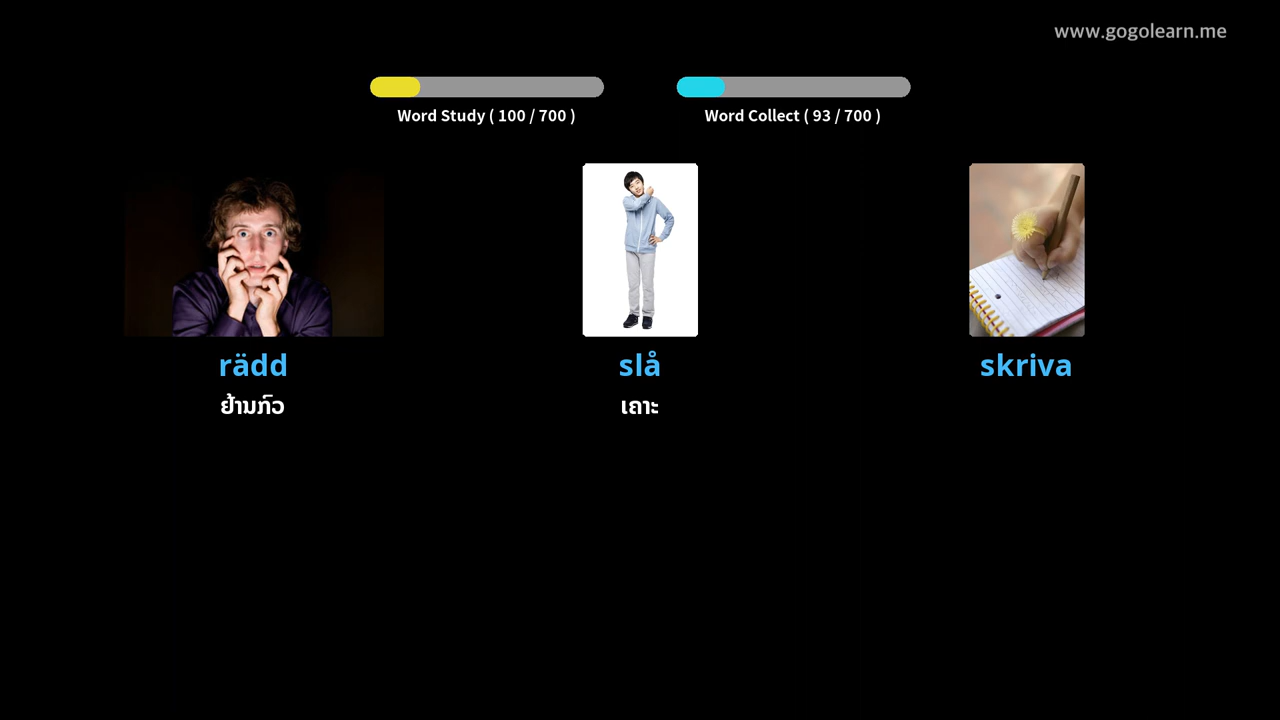 www.gogolearn.me
Word Study ( 100 / 700 )
Word Collect ( 93 / 700 )
rädd
slå
skriva
ຢ້ານກົວ
ເຄາະ